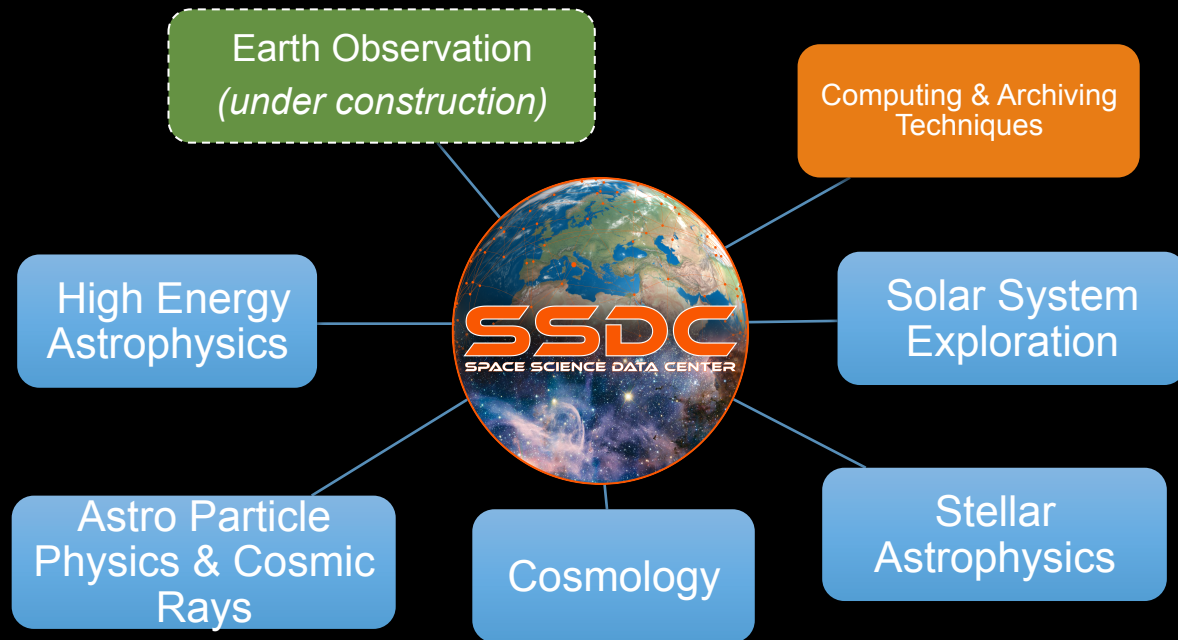 Earth Observation
(under construction)
Computing & Archiving
Techniques
High Energy
Astrophysics
SSDC
SPACE SCIENCE DATA CENTER
Solar System
Exploration
Astro Particle
Physics & Cosmic
Rays
Cosmology
Stellar
Astrophysics